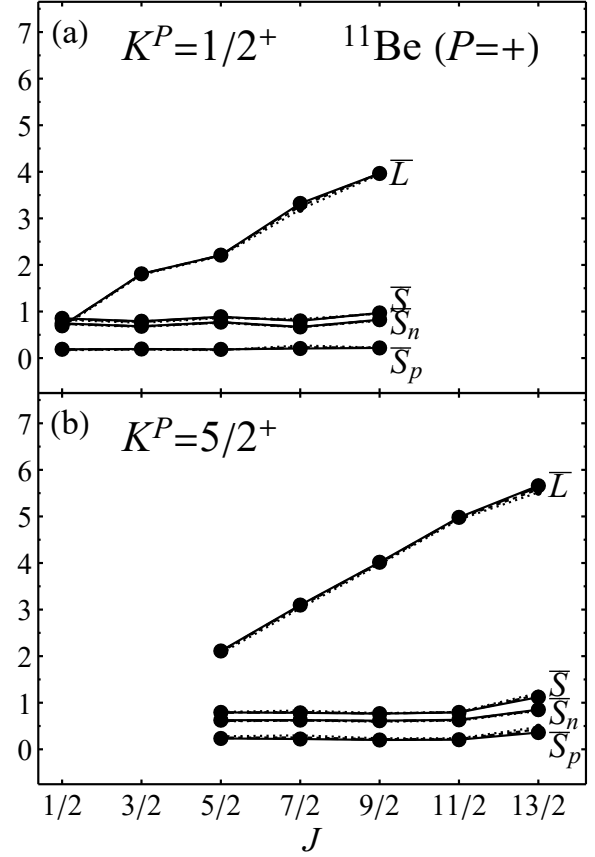 (a) K^P=1/2^+ ^11Be (P=+)
7
6
5
4
3
2
1
0
L̅
S̅
S̅_n
S̅_p
(b) K^P=5/2^+
7
6
5
4
3
2
1
0
L̅
S̅
S̅_n
S̅_p
1/2 3/2 5/2 7/2 9/2 11/2 13/2
J